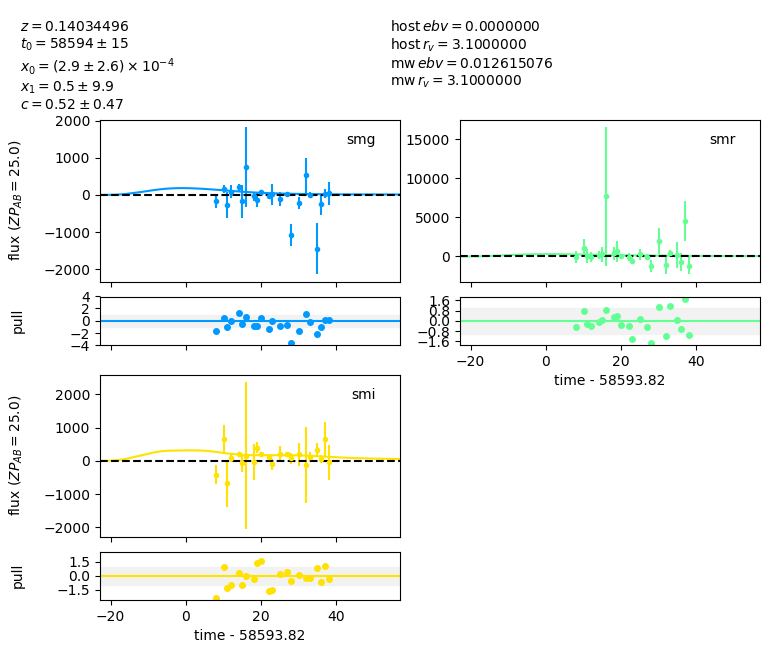 z = 0.14034496
t₀ = 58594 ± 15
x₀ = (2.9 ± 2.6) × 10⁻⁴
x₁ = 0.5 ± 9.9
c = 0.52 ± 0.47
host ebv = 0.0000000
host r_v = 3.1000000
mw ebv = 0.012615076
mw r_v = 3.1000000
smg
2000
1000
0
−1000
−2000
flux (ZP_AB = 25.0)
4
2
0
−2
−4
pull
smr
15000
10000
5000
0
1.6
0.8
0.0
−0.8
−1.6
−20 0 20 40
time - 58593.82
smi
2000
1000
0
−1000
−2000
flux (ZP_AB = 25.0)
1.5
0.0
−1.5
pull
−20 0 20 40
time - 58593.82